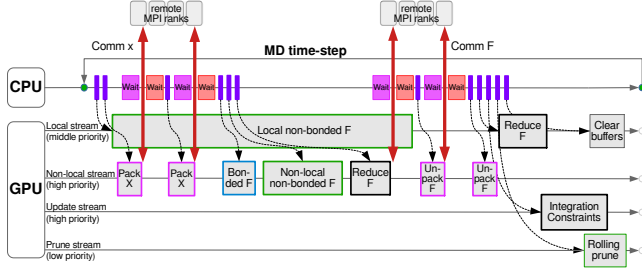 remote
MPI ranks
remote
MPI ranks
Comm x
MD time-step
Comm F
CPU
Wait
Wait
Wait
Wait
Wait
Wait
Wait
Wait
GPU
Local stream
(middle priority)
Local non-bonded F
Reduce
F
Clear
buffers
Non-local stream
(high priority)
Pack
X
Pack
X
Bon-
ded F
Non-local
non-bonded F
Reduce
F
Un-
pack
F
Un-
pack
F
Update stream
(high priority)
Integration
Constraints
Prune stream
(low priority)
Rolling
prune